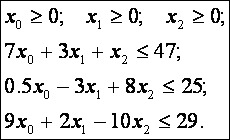 x₀ ≥ 0; x₁ ≥ 0; x₂ ≥ 0;
7x₀ + 3x₁ + x₂ ≤ 47;
0.5x₀ − 3x₁ + 8x₂ ≤ 25;
9x₀ + 2x₁ − 10x₂ ≤ 29.